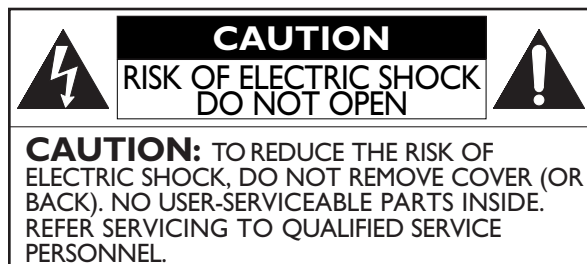 CAUTION
RISK OF ELECTRIC SHOCK
DO NOT OPEN
CAUTION: TO REDUCE THE RISK OF
ELECTRIC SHOCK, DO NOT REMOVE COVER (OR
BACK). NO USER-SERVICEABLE PARTS INSIDE.
REFER SERVICING TO QUALIFIED SERVICE
PERSONNEL.